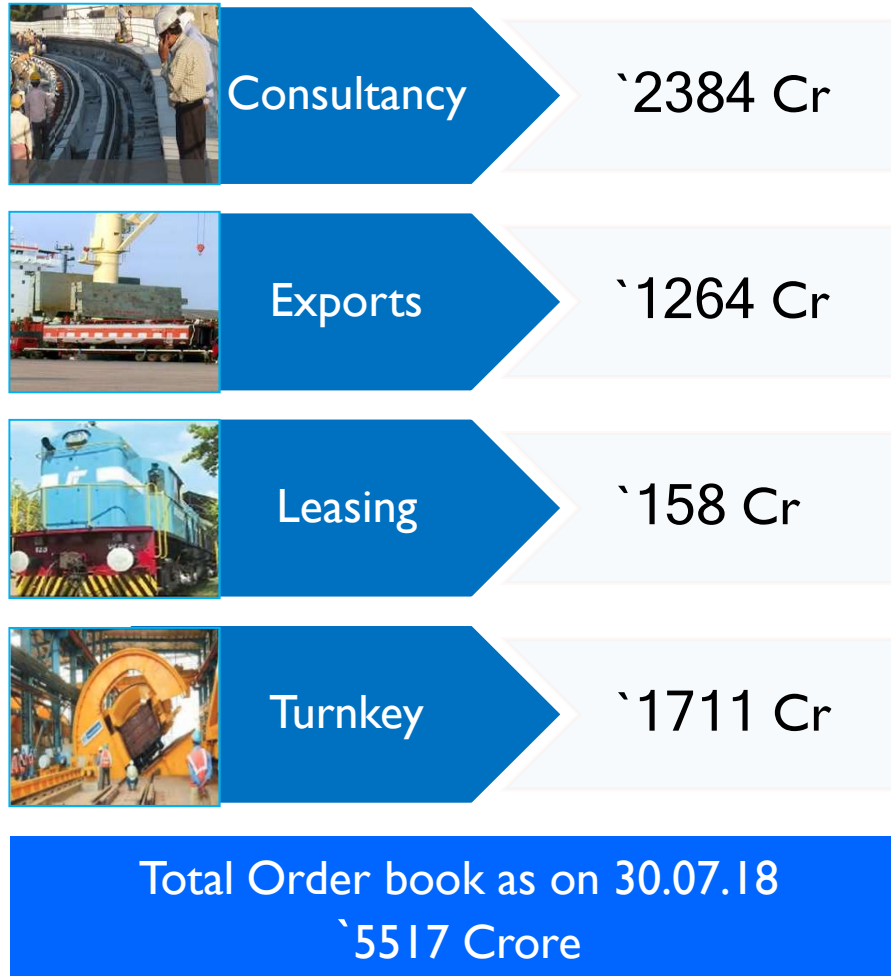 Consultancy
`2384 Cr
Exports
`1264 Cr
Leasing
`158 Cr
Turnkey
`1711 Cr
Total Order book as on 30.07.18
`5517 Crore